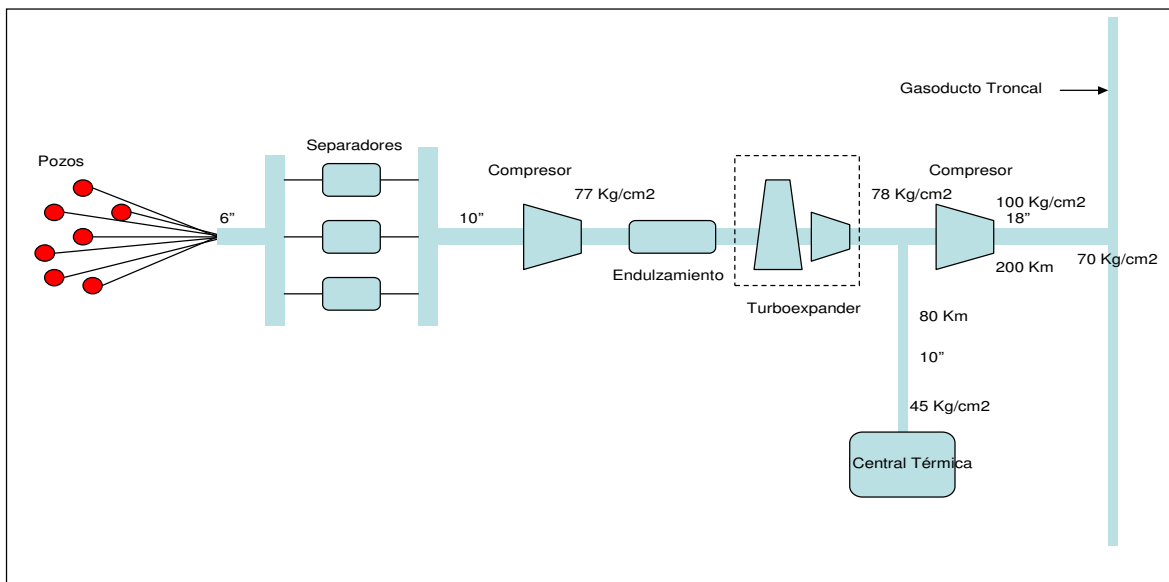 Gasoducto Troncal
Pozos
Separadores
Compresor
Compresor
77 Kg/cm2
78 Kg/cm2
100 Kg/cm2
6”
10”
18”
70 Kg/cm2
200 Km
Endulzamiento
Turboexpander
80 Km
10”
45 Kg/cm2
Central Térmica